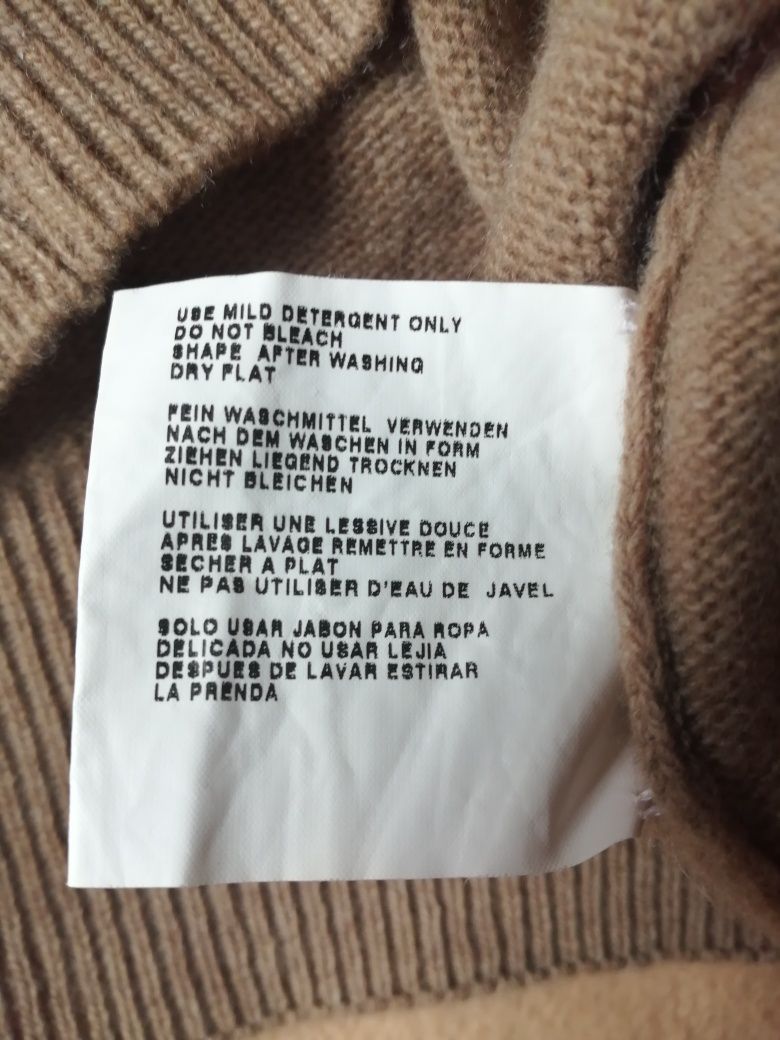 USE MILD DETERGENT ONLY
DO NOT BLEACH
SHAPE AFTER WASHING
DRY FLAT
FEIN WASCHMITTEL VERWENDEN
NACH DEM WASCHEN IN FORM
ZIEHEN LIEGEND TROCKNEN
NICHT BLEICHEN
UTILISER UNE LESSIVE DOUCE
APRES LAVAGE REMETTRE EN FORME
SECHER A PLAT
NE PAS UTILISER D'EAU DE JAVEL
SOLO USAR JABON PARA ROPA
DELICADA NO USAR LEJIA
DESPUES DE LAVAR ESTIRAR
LA PRENDA